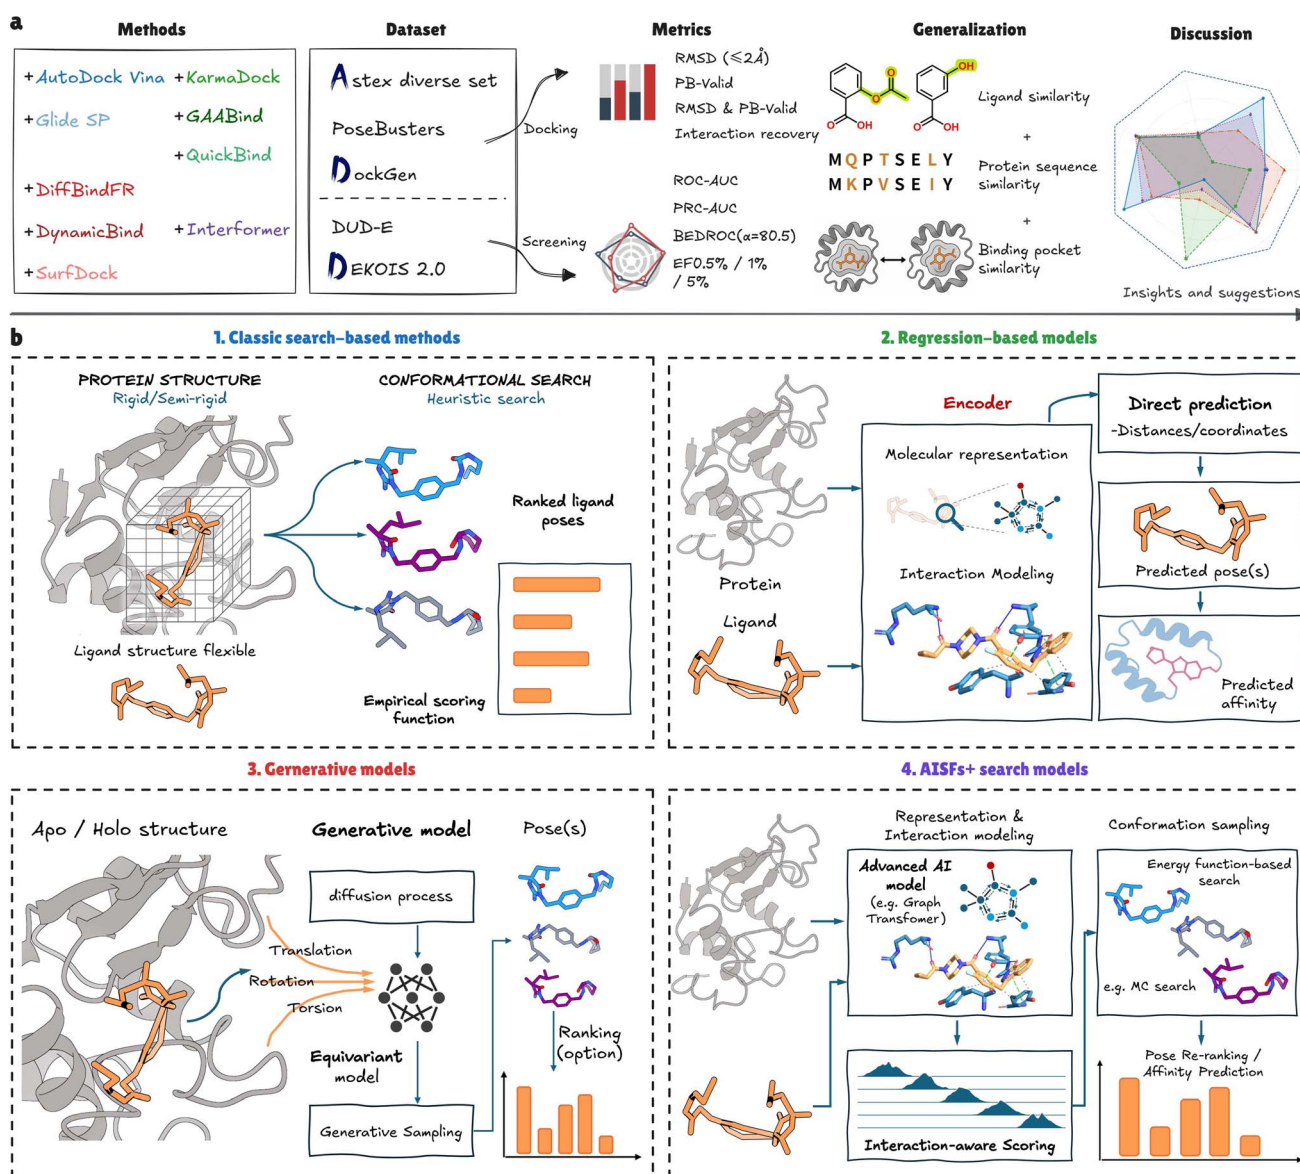 a
Methods
+AutoDock Vina
+KarmaDock
+Glide SP
+GAABind
+QuickBind
+DiffBindFR
+DynamicBind
+Interformer
+SurfDock
Dataset
Astex diverse set
PoseBusters
DockGen
DUD-E
DEKOIS 2.0
Docking
Screening
Metrics
RMSD (≤2Å)
PB-Valid
RMSD & PB-Valid
Interaction recovery
ROC-AUC
PRC-AUC
BEDROC(α=80.5)
EF0.5% / 1%
/ 5%
Generalization
O
O
O
OH
OH
O
OH
Ligand similarity
+
MQPTSELY
MKPVSEIY
Protein sequence
similarity
+
Binding pocket
similarity
Discussion
Insights and suggestions
b
1. Classic search-based methods
PROTEIN STRUCTURE
Rigid/Semi-rigid
CONFORMATIONAL SEARCH
Heuristic search
Ranked ligand
poses
Ligand structure flexible
Empirical scoring
function
2. Regression-based models
Encoder
Molecular representation
Interaction Modeling
Protein
Ligand
Direct prediction
-Distances/coordinates
Predicted pose(s)
Predicted
affinity
3. Gernerative models
Apo / Holo structure
Generative model
Pose(s)
diffusion process
Translation
Rotation
Torsion
Equivariant
model
Generative Sampling
Ranking
(option)
4. AISFs+ search models
Representation &
Interaction modeling
Advanced AI
model
(e.g. Graph
Transfomer)
Interaction-aware Scoring
Conformation sampling
Energy function-based
search
e.g. MC search
Pose Re-ranking /
Affinity Prediction